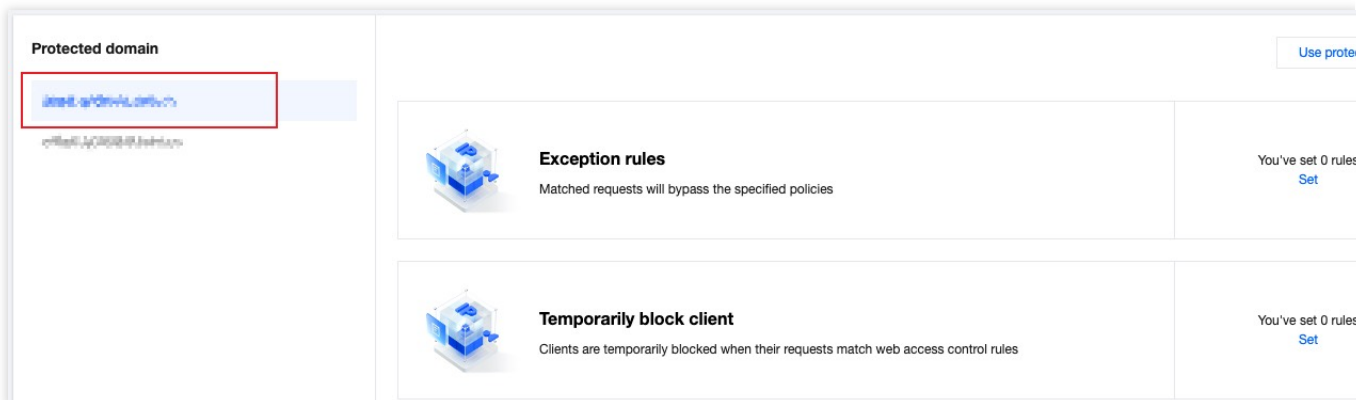 Protected domain
Use
Exception rules
Matched requests will bypass the specified policies
You've set 0 rules
Set
Temporarily block client
Clients are temporarily blocked when their requests match web access control rules
You've set 0 rules
Set